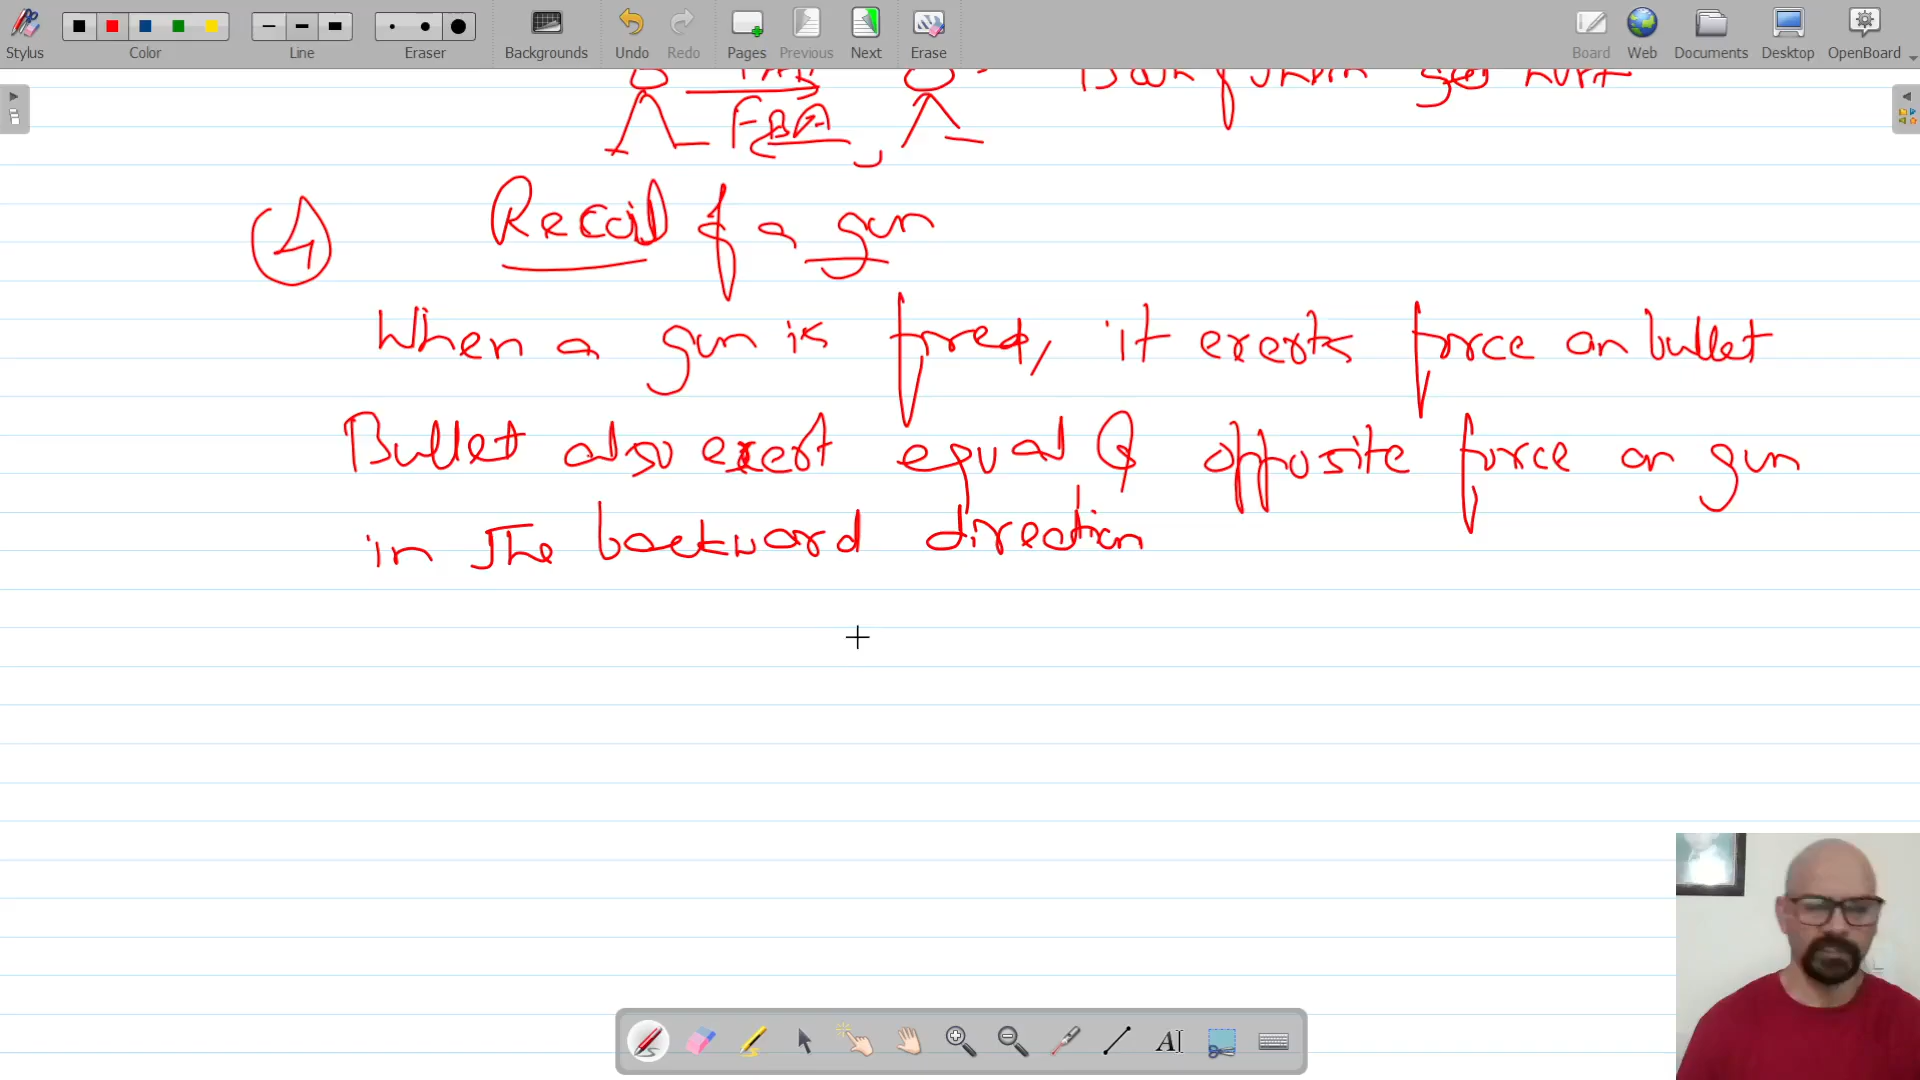 Stylus Color Line Eraser Backgrounds Undo Redo Pages Previous Next Erase Board Web Documents Desktop OpenBoard
gets hurt
FBA
4 Recoil of a gun
When a gun is fired, it exerts force on bullet
Bullet also exert equal & opposite force on gun
in the backward direction